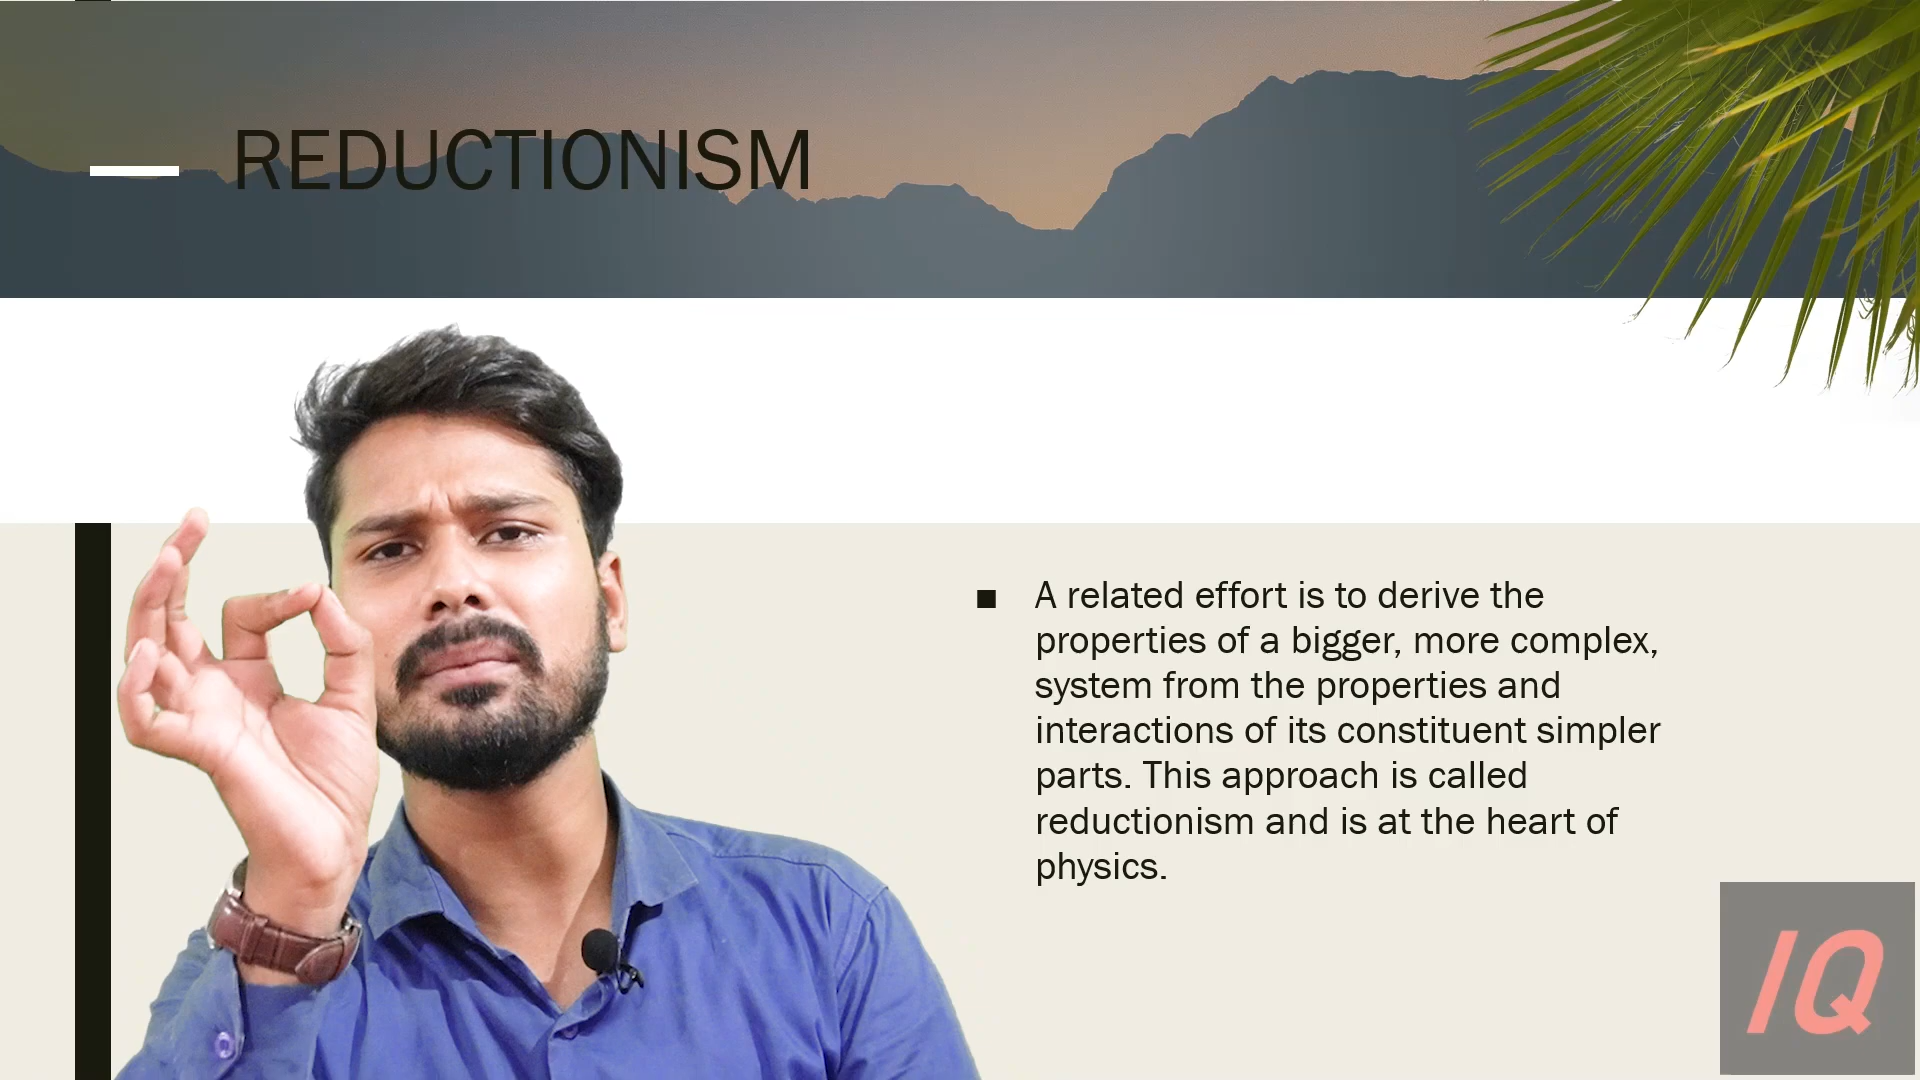 REDUCTIONISM
■ A related effort is to derive the
properties of a bigger, more complex,
system from the properties and
interactions of its constituent simpler
parts. This approach is called
reductionism and is at the heart of
physics.
IQ